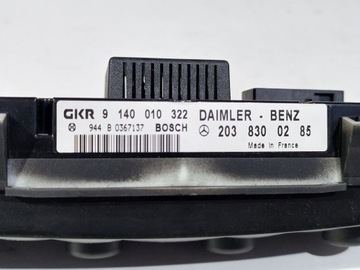 GKR 9 140 010 322 DAIMLER - BENZ
944 B 0367137 BOSCH 203 830 02 85
Made in France